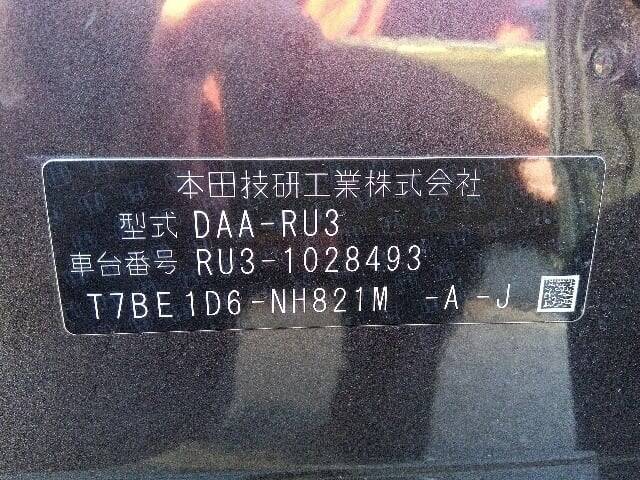 本田技研工業株式会社
型式 DAA-RU3
車台番号 RU3-1028493
T7BE1D6-NH821M -A-J